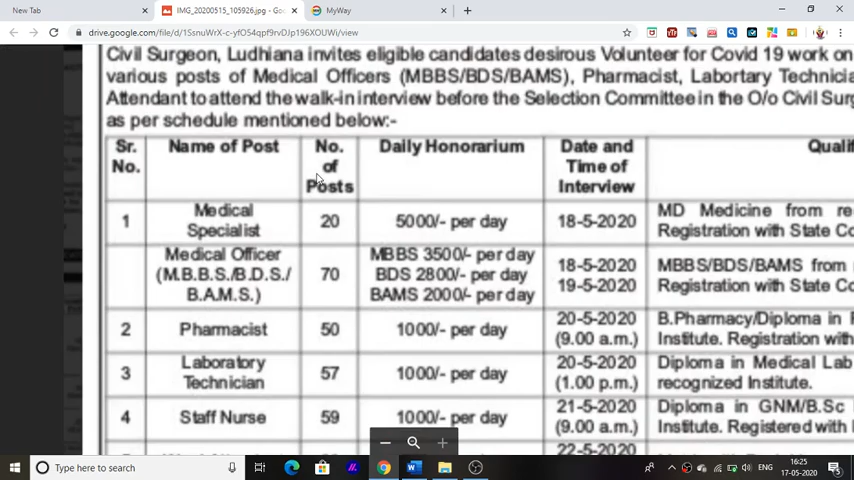 New Tab
IMG_20200515_105926.jpg - Go
MyWay
drive.google.com/file/d/1SsnuWrX-c-yfO54qpf9rvDJp196XOUWi/view
Civil Surgeon, Ludhiana invites eligible candidates desirous Volunteer for Covid 19 work on
various posts of Medical Officers (MBBS/BDS/BAMS), Pharmacist, Labortary Technicia
Attendant to attend the walk-in interview before the Selection Committee in the O/o Civil Surg
as per schedule mentioned below:-
Sr. No. Name of Post No. of Posts Daily Honorarium Date and Time of Interview Qualif
1 Medical Specialist 20 5000/- per day 18-5-2020 MD Medicine from re
Registration with State Co
Medical Officer (M.B.B.S./B.D.S./ B.A.M.S.) 70 MBBS 3500/- per day BDS 2800/- per day BAMS 2000/- per day 18-5-2020 19-5-2020 MBBS/BDS/BAMS from
Registration with State Co
2 Pharmacist 50 1000/- per day 20-5-2020 (9.00 a.m.) B.Pharmacy/Diploma in
Institute. Registration with
3 Laboratory Technician 57 1000/- per day 20-5-2020 (1.00 p.m.) Diploma in Medical Lab
recognized Institute.
4 Staff Nurse 59 1000/- per day 21-5-2020 (9.00 a.m.) Diploma in GNM/B.Sc
Institute. Registered with
22-5-2020
Type here to search
ENG
16:25
17-05-2020